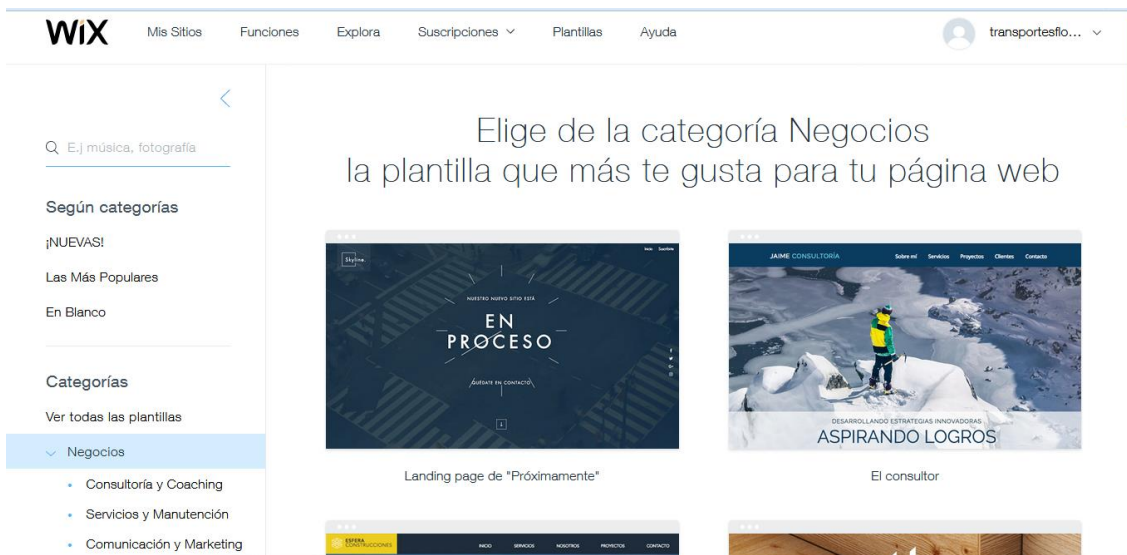 WiX
Mis Sitios
Funciones
Explora
Suscripciones
Plantillas
Ayuda
transportesflo...
E.j música, fotografía
Según categorías
¡NUEVAS!
Las Más Populares
En Blanco
Categorías
Ver todas las plantillas
Negocios
Consultoría y Coaching
Servicios y Manutención
Comunicación y Marketing
Elige de la categoría Negocios
la plantilla que más te gusta para tu página web
Skyline.
Inicio
Suscríbete
NUESTRO NUEVO SITIO ESTÁ
EN
PROCESO
QUÉDATE EN CONTACTO
Landing page de "Próximamente"
JAIME CONSULTORÍA
Sobre mí
Servicios
Proyectos
Clientes
Contacto
DESARROLLANDO ESTRATEGIAS INNOVADORAS
ASPIRANDO LOGROS
El consultor
ESFERA
CONSTRUCCIONES
INICIO
SERVICIOS
NOSOTROS
PROYECTOS
CONTACTO